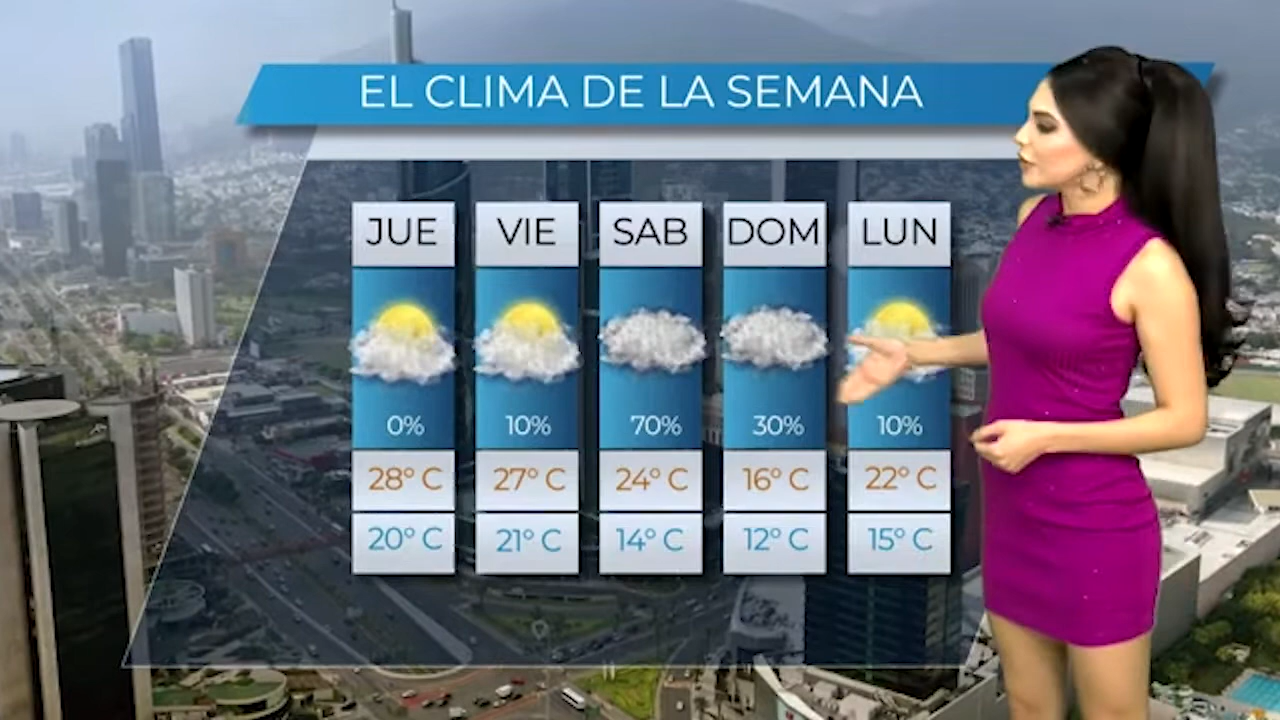 EL CLIMA DE LA SEMANA
JUE VIE SAB DOM LUN
0% 10% 70% 30% 10%
28° C 27° C 24° C 16° C 22° C
20° C 21° C 14° C 12° C 15° C